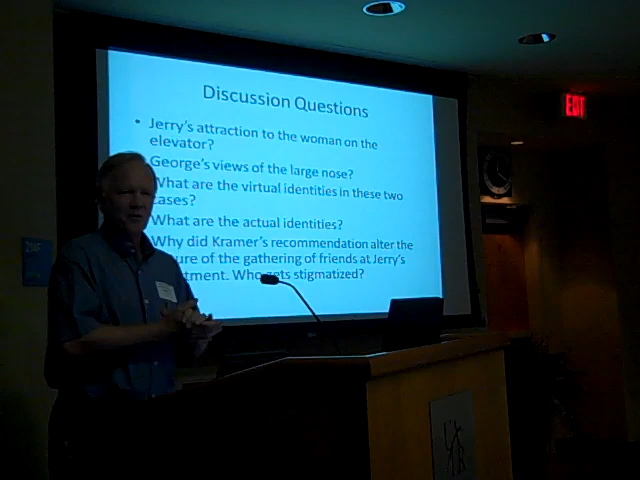 Discussion Questions
• Jerry's attraction to the woman on the
elevator?
George's views of the large nose?
What are the virtual identities in these two
cases?
What are the actual identities?
Why did Kramer's recommendation alter the
ure of the gathering of friends at Jerry's
tment. Who gets stigmatized?
EXIT